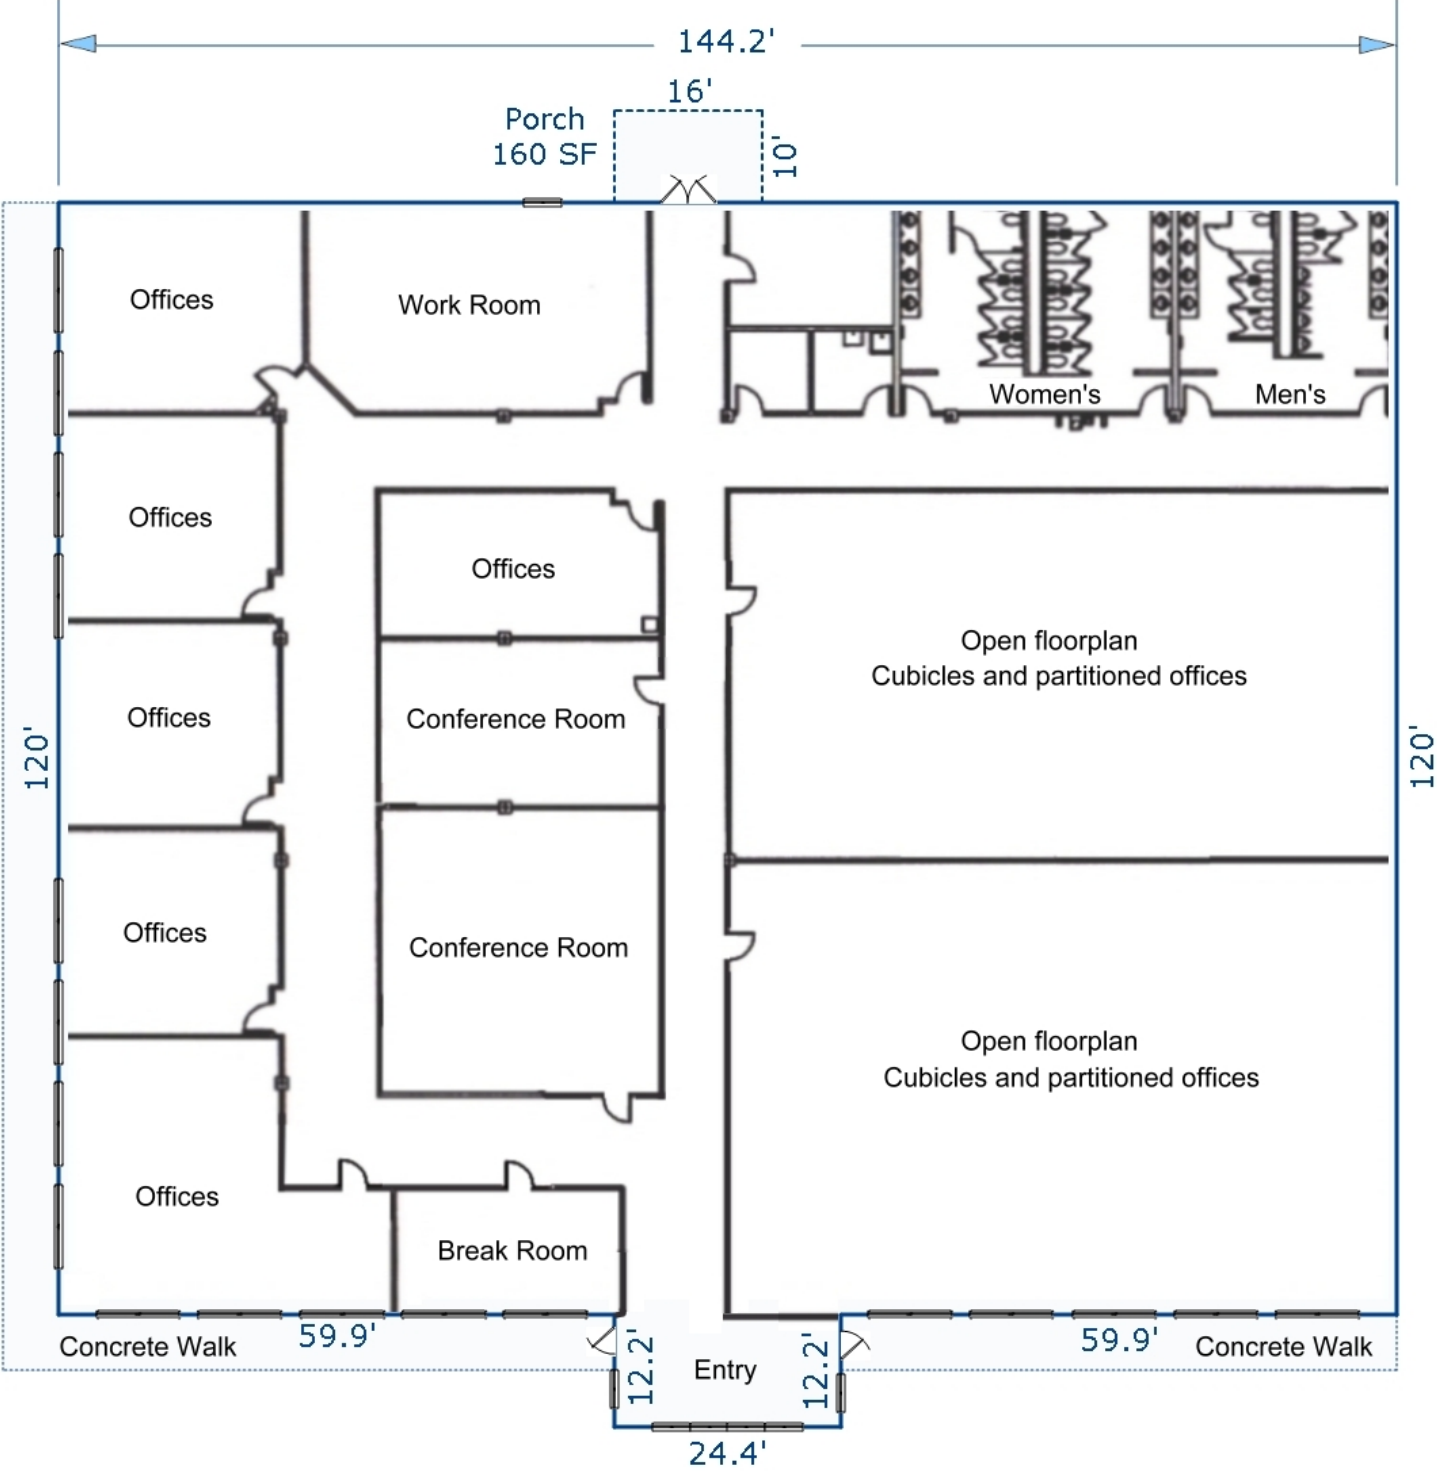 144.2'
16'
Porch
160 SF
10'
Offices
Work Room
Women's
Men's
Offices
Offices
Open floorplan
Cubicles and partitioned offices
Offices
Conference Room
120'
120'
Offices
Conference Room
Open floorplan
Cubicles and partitioned offices
Offices
Break Room
59.9'
59.9'
Concrete Walk
Concrete Walk
12.2'
12.2'
Entry
24.4'